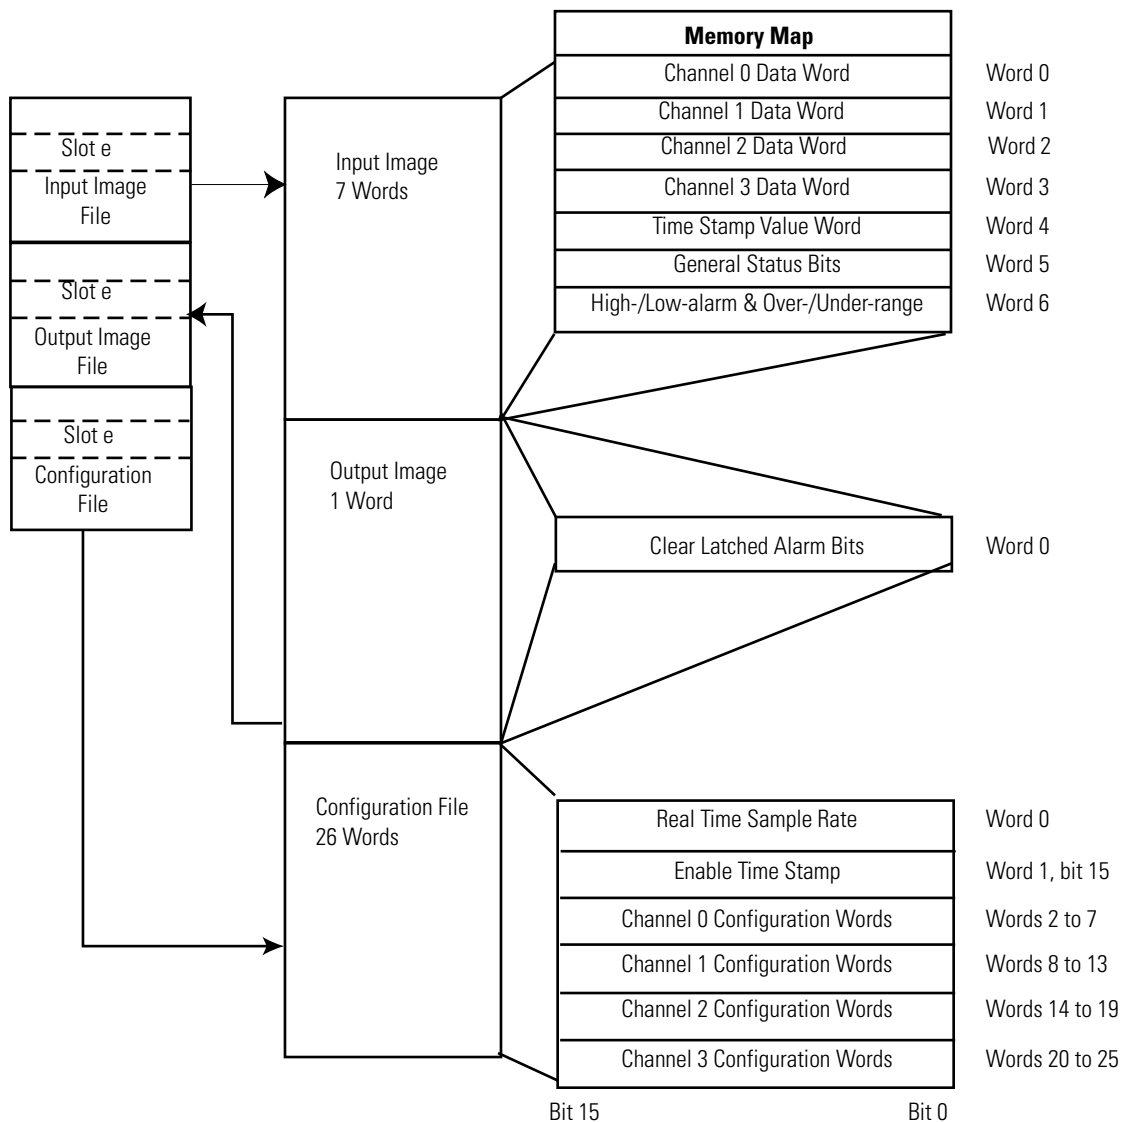 Memory Map
Channel 0 Data Word
Word 0
Channel 1 Data Word
Word 1
Channel 2 Data Word
Word 2
Channel 3 Data Word
Word 3
Time Stamp Value Word
Word 4
General Status Bits
Word 5
High-/Low-alarm & Over-/Under-range
Word 6
Slot e
Input Image
File
Slot e
Output Image
File
Slot e
Configuration
File
Input Image
7 Words
Output Image
1 Word
Clear Latched Alarm Bits
Word 0
Configuration File
26 Words
Real Time Sample Rate
Word 0
Enable Time Stamp
Word 1, bit 15
Channel 0 Configuration Words
Words 2 to 7
Channel 1 Configuration Words
Words 8 to 13
Channel 2 Configuration Words
Words 14 to 19
Channel 3 Configuration Words
Words 20 to 25
Bit 15
Bit 0